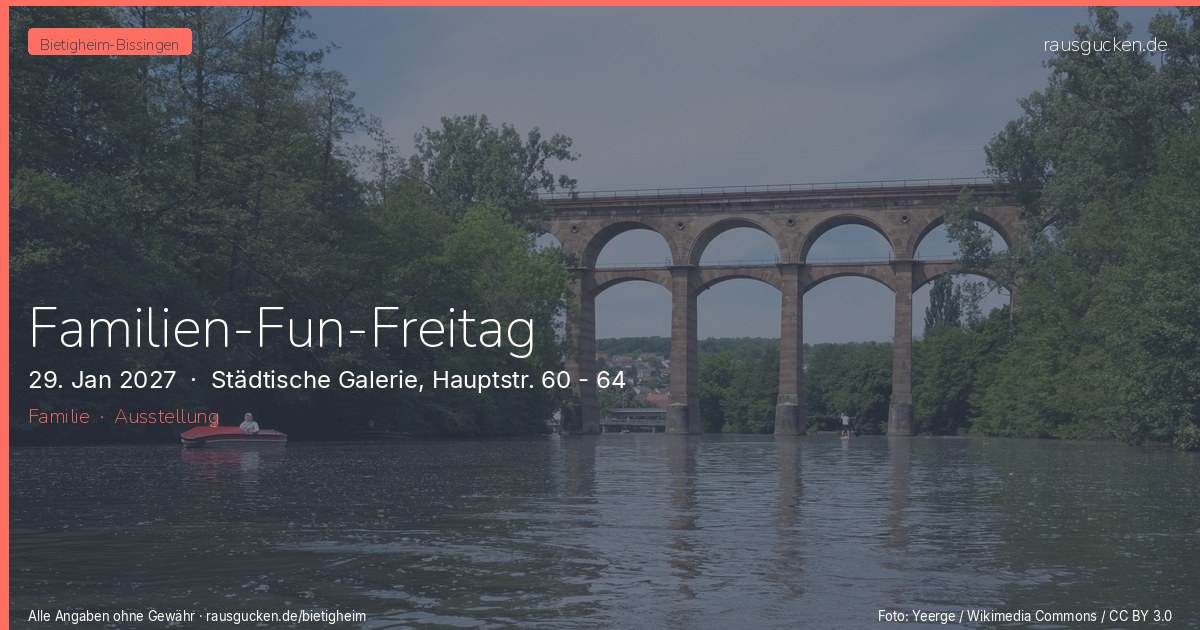 Bietigheim-Bissingen
rausgucken.de
Familien-Fun-Freitag
29. Jan 2027 · Städtische Galerie, Hauptstr. 60 - 64
Familie · Ausstellung
Alle Angaben ohne Gewähr · rausgucken.de/bietigheim
Foto: Yeerge / Wikimedia Commons / CC BY 3.0